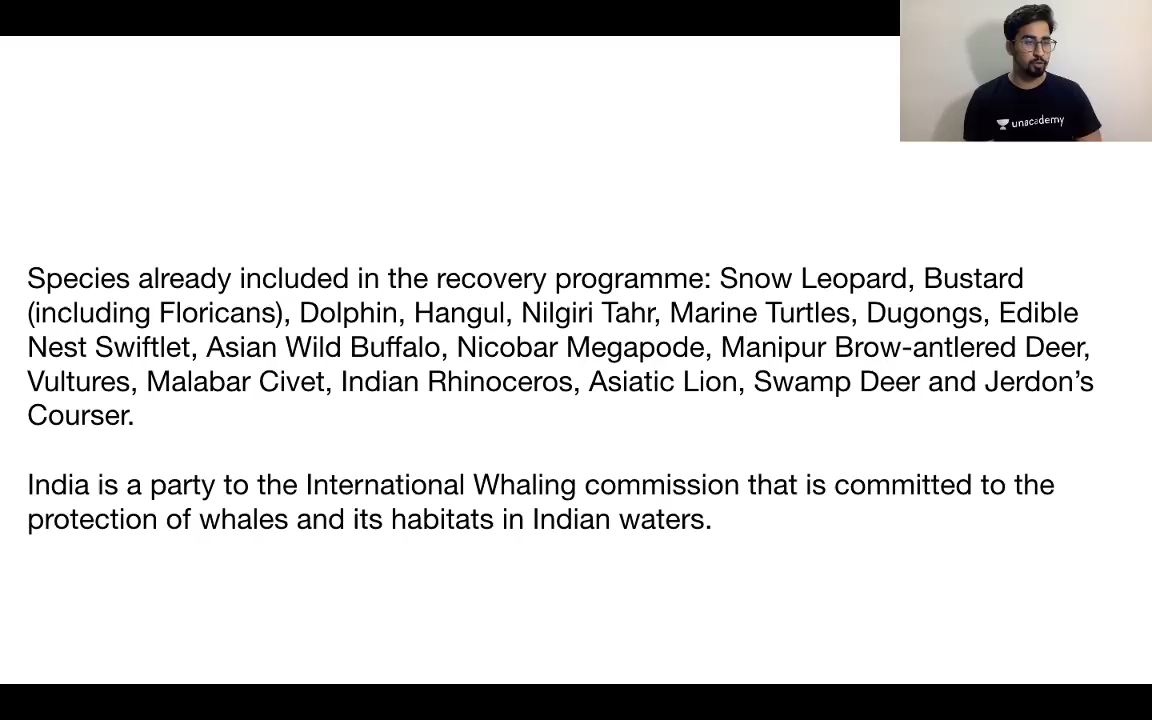 unacademy
Species already included in the recovery programme: Snow Leopard, Bustard
(including Floricans), Dolphin, Hangul, Nilgiri Tahr, Marine Turtles, Dugongs, Edible
Nest Swiftlet, Asian Wild Buffalo, Nicobar Megapode, Manipur Brow-antlered Deer,
Vultures, Malabar Civet, Indian Rhinoceros, Asiatic Lion, Swamp Deer and Jerdon’s
Courser.
India is a party to the International Whaling commission that is committed to the
protection of whales and its habitats in Indian waters.